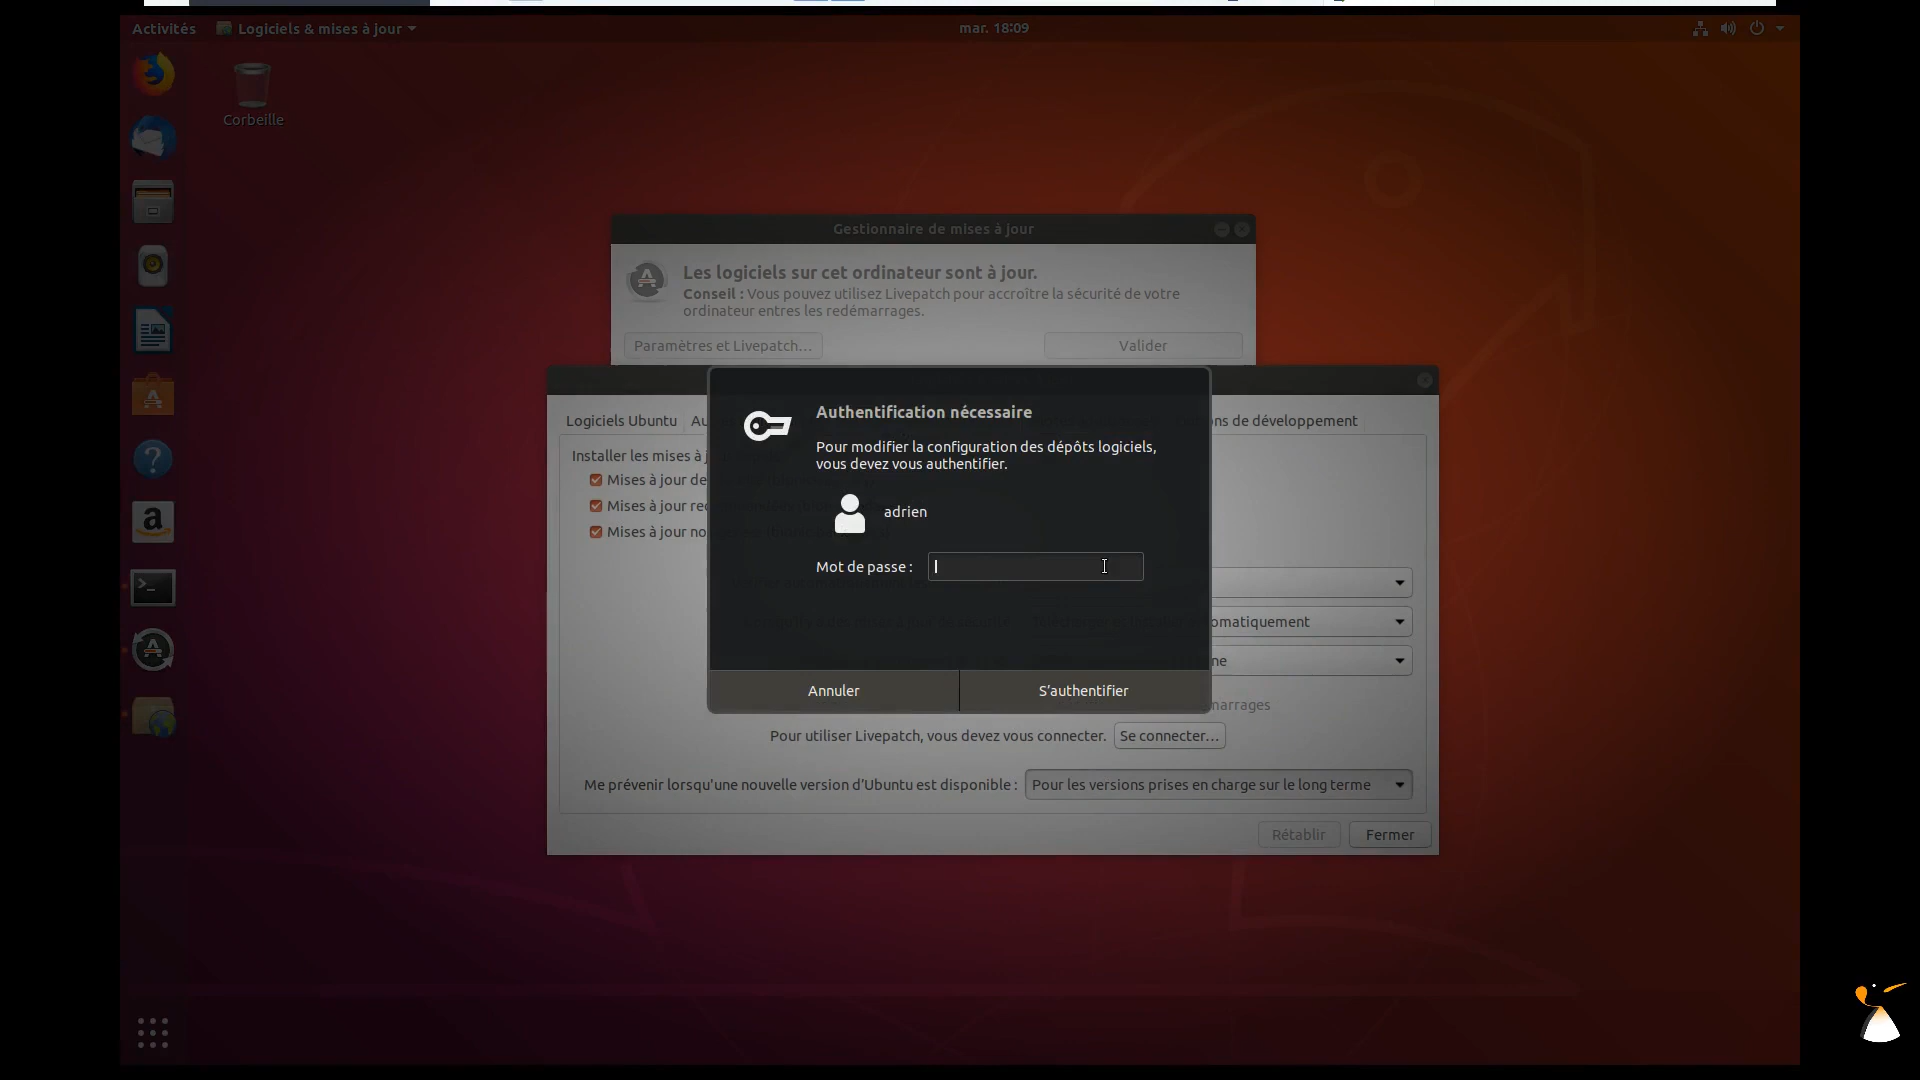 Activités
Logiciels & mises à jour
mar. 18:09
Corbeille
Gestionnaire de mises à jour
Les logiciels sur cet ordinateur sont à jour.
Conseil : Vous pouvez utilisez Livepatch pour accroître la sécurité de votre
ordinateur entres les redémarrages.
Paramètres et Livepatch...
Valider
Logiciels Ubuntu
Au
ns de développement
Installer les mises à j
Mises à jour de
Mises à jour re
Mises à jour no
Authentification nécessaire
Pour modifier la configuration des dépôts logiciels,
vous devez vous authentifier.
adrien
Mot de passe :
omatiquement
ne
Annuler
S'authentifier
marrages
Pour utiliser Livepatch, vous devez vous connecter.
Se connecter...
Me prévenir lorsqu'une nouvelle version d'Ubuntu est disponible :
Pour les versions prises en charge sur le long terme
Rétablir
Fermer